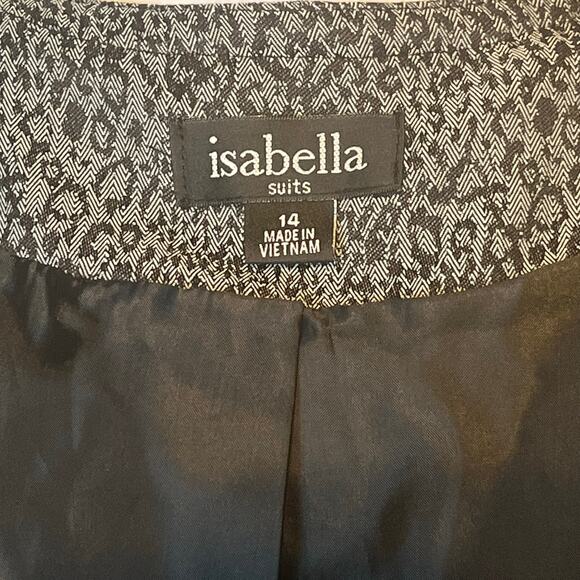 isabella
suits
14
MADE IN
VIETNAM